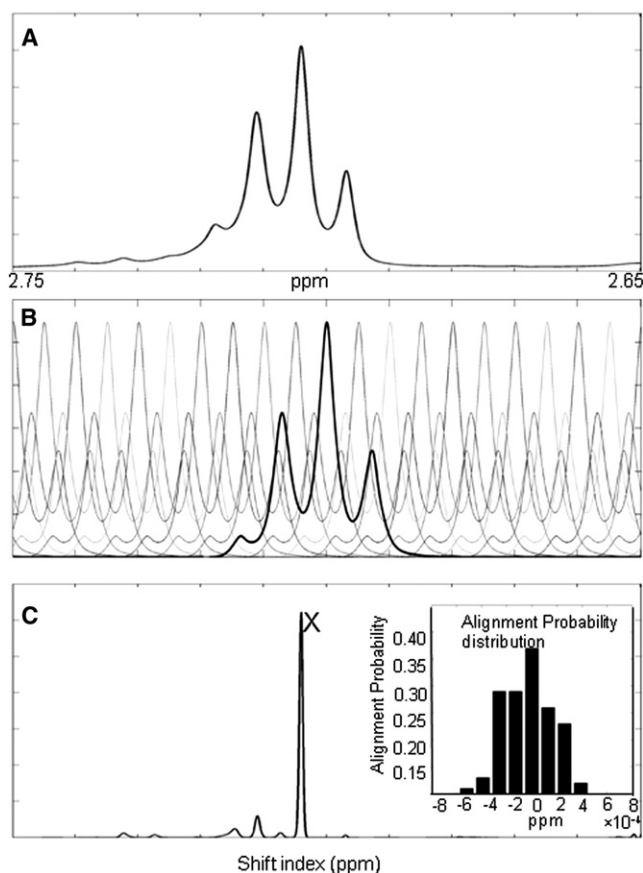 A
2.75
ppm
2.65
B
C
X
Alignment Probability
distribution
Alignment Probability
0.40
0.35
0.30
0.25
0.20
0.15
-8 -6 -4 -2 0 2 4 6 8
ppm
×10⁻⁴
Shift index (ppm)